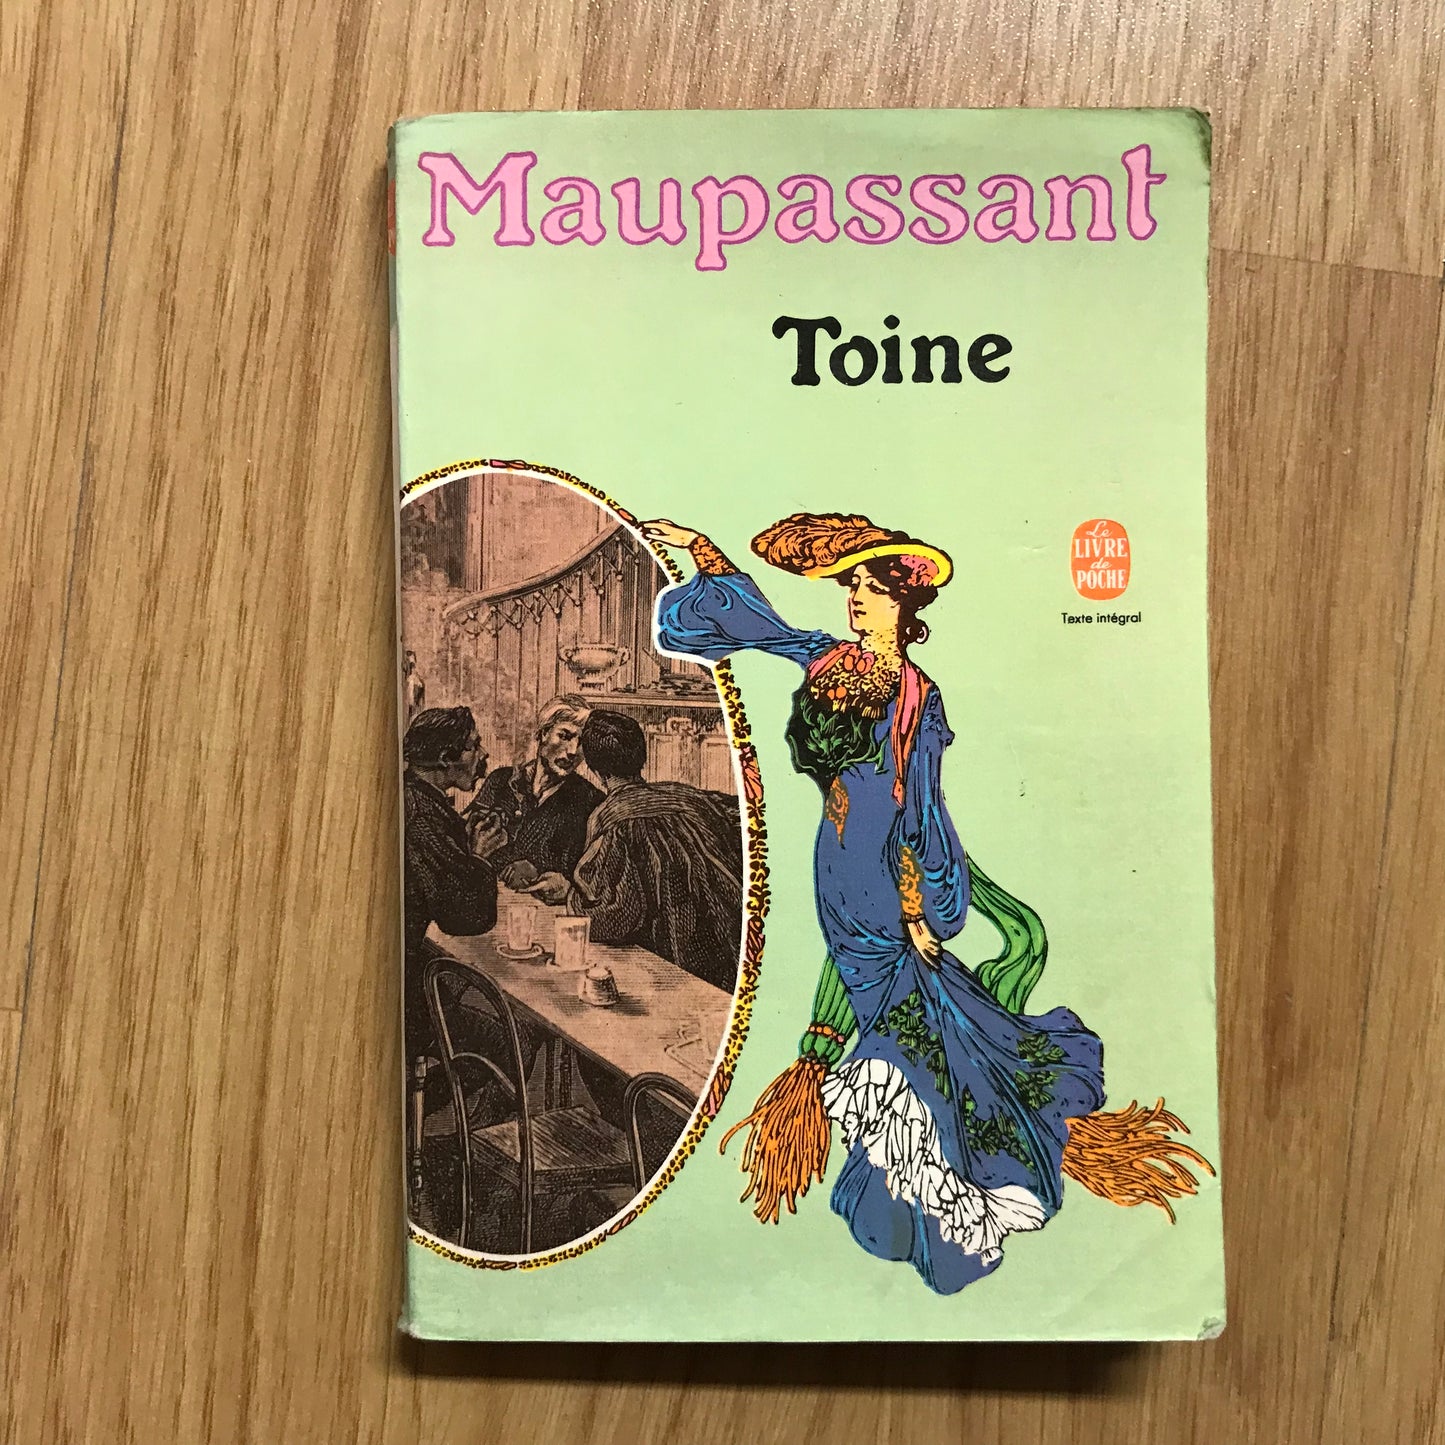 Maupassant
Toine
Le
LIVRE
de
POCHE
Texte intégral